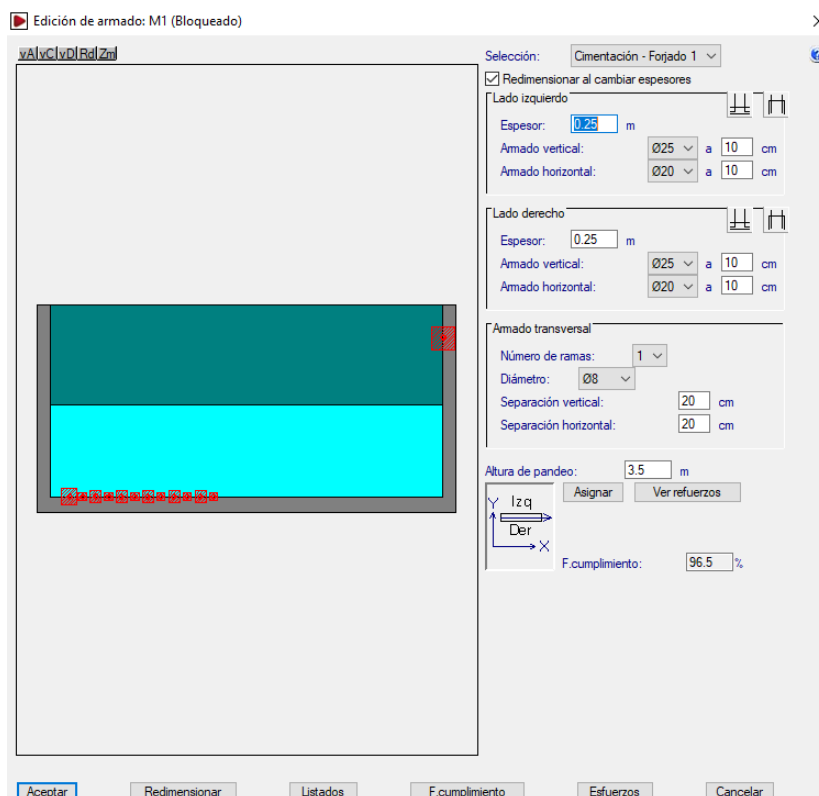 Edición de armado: M1 (Bloqueado)
vA vC vD Rd Zm
Selección: Cimentación - Forjado 1
Redimensionar al cambiar espesores
Lado izquierdo
Espesor: 0.25 m
Armado vertical: Ø25 a 10 cm
Armado horizontal: Ø20 a 10 cm
Lado derecho
Espesor: 0.25 m
Armado vertical: Ø25 a 10 cm
Armado horizontal: Ø20 a 10 cm
Armado transversal
Número de ramas: 1
Diámetro: Ø8
Separación vertical: 20 cm
Separación horizontal: 20 cm
Altura de pandeo: 3.5 m
Asignar Ver refuerzos
Y Izq
Der
X
F.cumplimiento: 96.5 %
Aceptar Redimensionar Listados F.cumplimiento Esfuerzos Cancelar